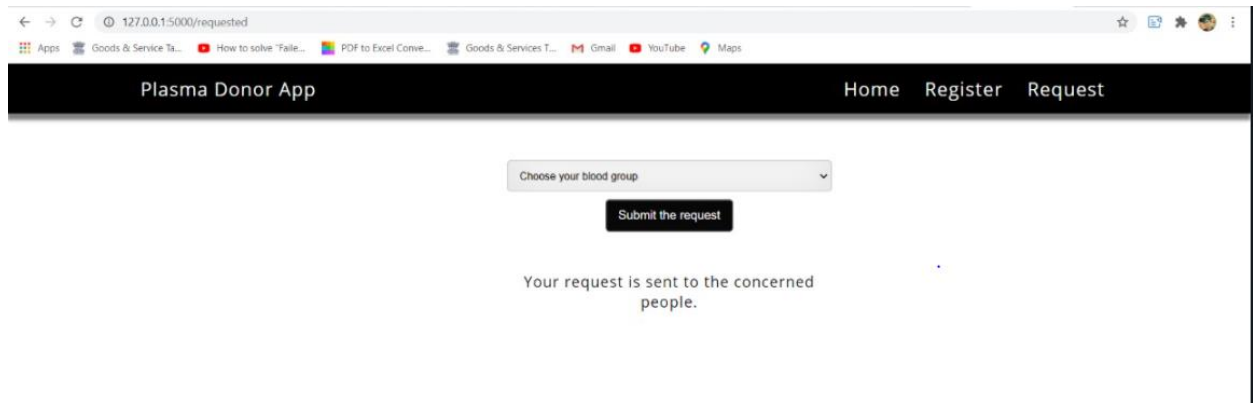 127.0.0.1:5000/requested
Apps Goods & Service Ta... How to solve "Faile... PDF to Excel Conve... Goods & Services T... Gmail YouTube Maps
Plasma Donor App Home Register Request
Choose your blood group
Submit the request
Your request is sent to the concerned
people.